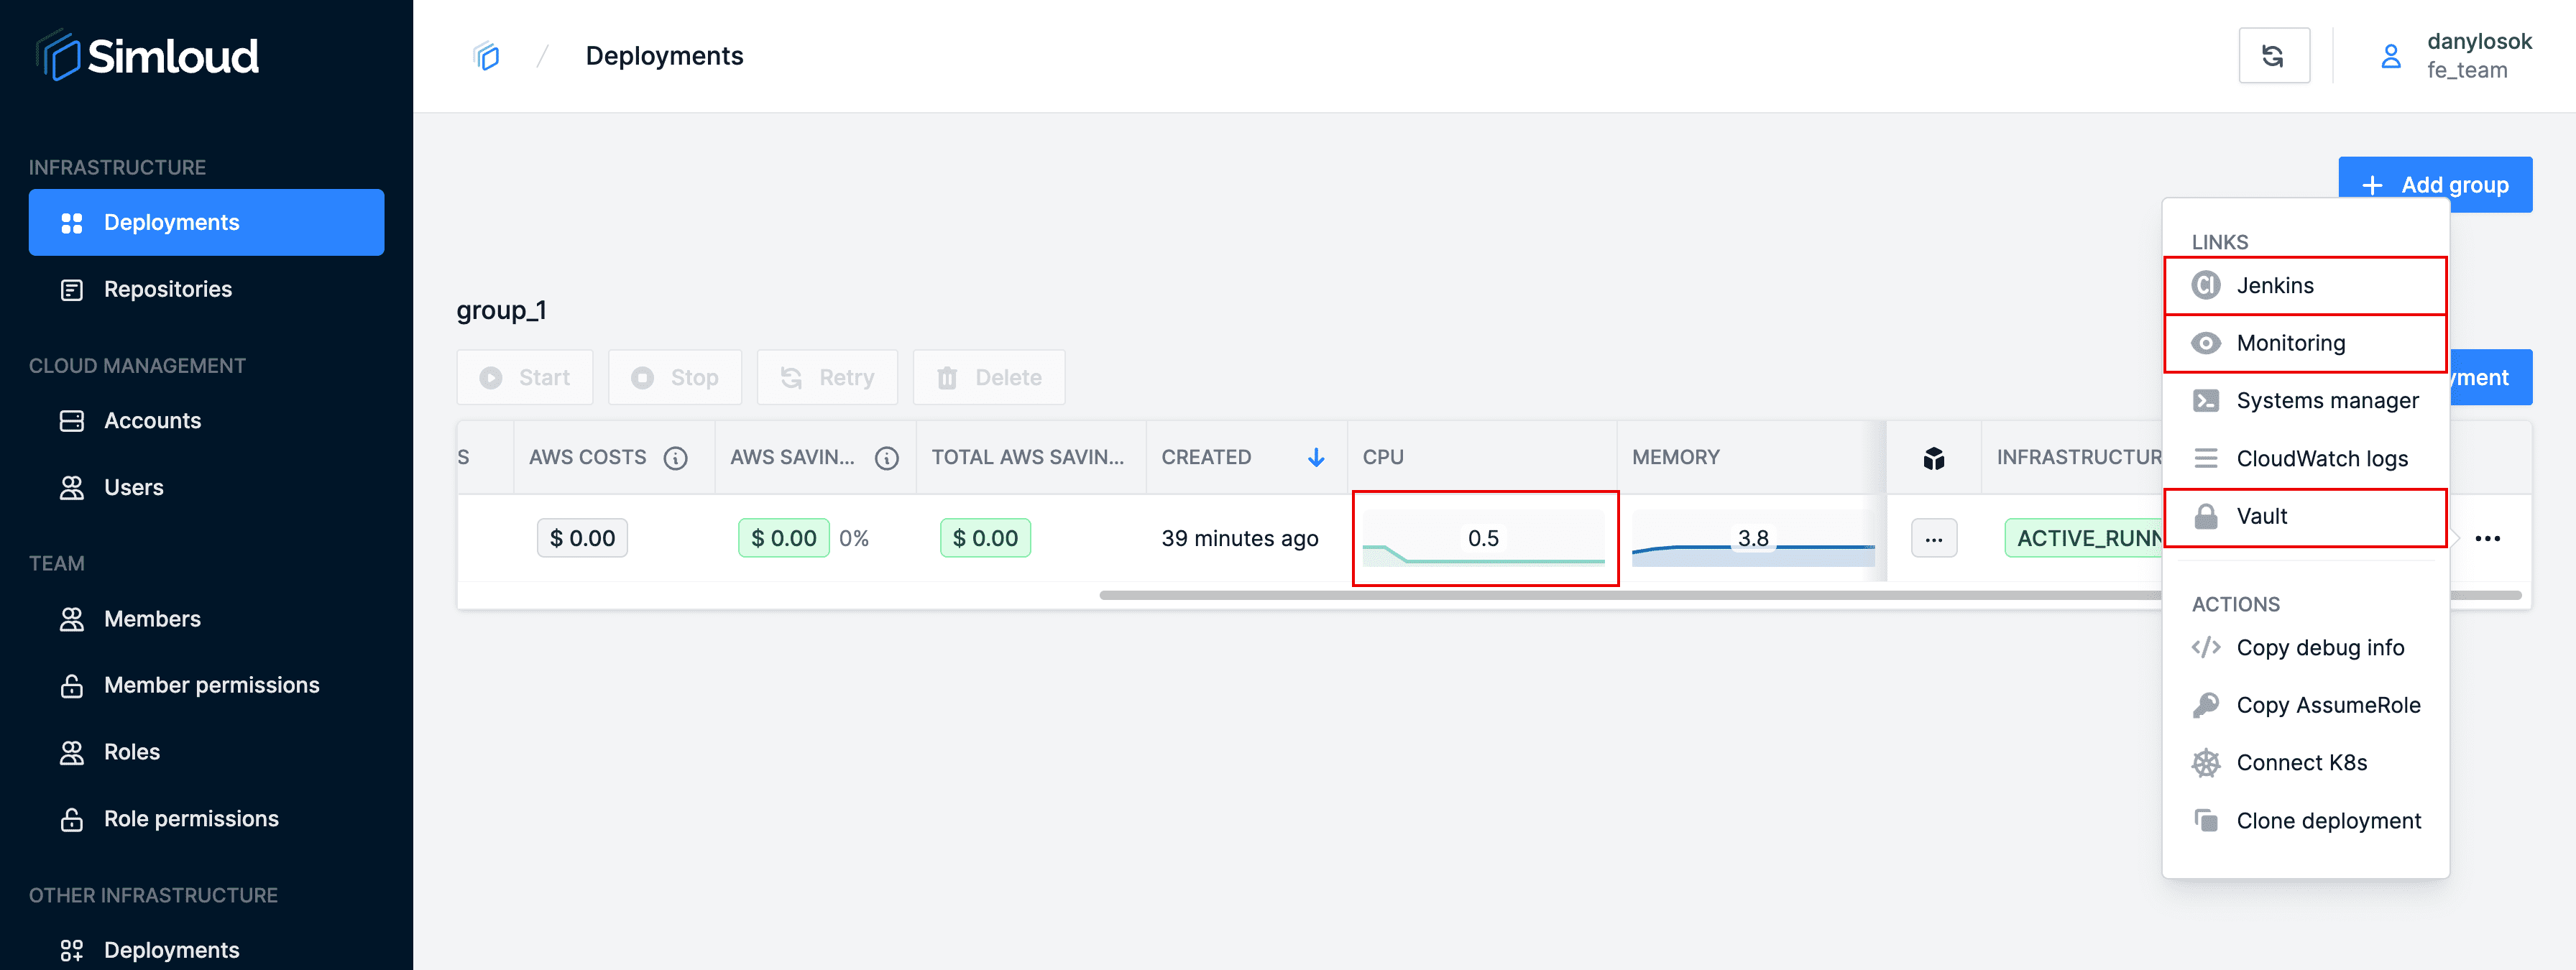 Simloud
Deployments
danylosok
fe_team
INFRASTRUCTURE
Deployments
Repositories
CLOUD MANAGEMENT
Accounts
Users
TEAM
Members
Member permissions
Roles
Role permissions
OTHER INFRASTRUCTURE
Deployments
Add group
group_1
Start
Stop
Retry
Delete
yment
S
AWS COSTS
AWS SAVIN...
TOTAL AWS SAVIN...
CREATED
CPU
MEMORY
INFRASTRUCTUR
$ 0.00
$ 0.00
0%
$ 0.00
39 minutes ago
0.5
3.8
...
ACTIVE_RUNN
LINKS
CI
Jenkins
Monitoring
Systems manager
CloudWatch logs
Vault
ACTIONS
Copy debug info
Copy AssumeRole
Connect K8s
Clone deployment